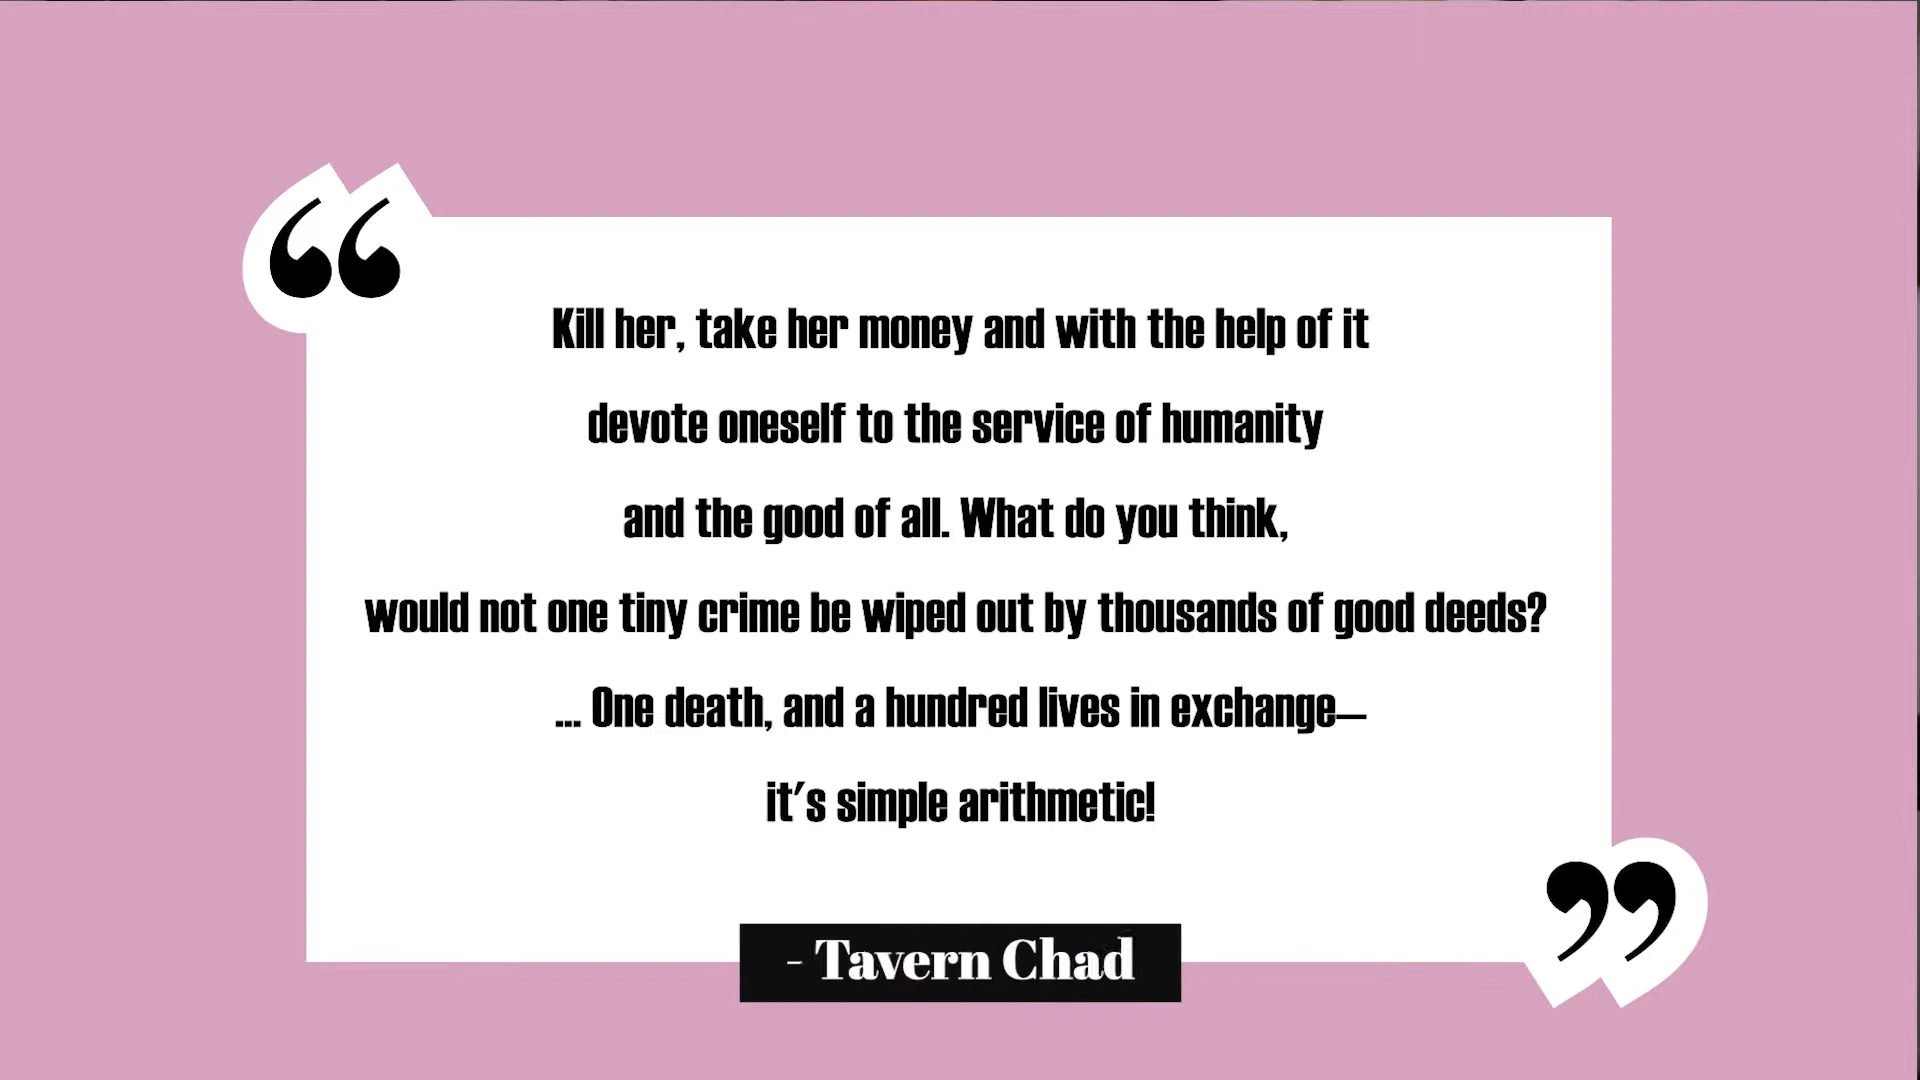 “
Kill her, take her money and with the help of it
devote oneself to the service of humanity
and the good of all. What do you think,
would not one tiny crime be wiped out by thousands of good deeds?
... One death, and a hundred lives in exchange—
it's simple arithmetic!
”
- Tavern Chad